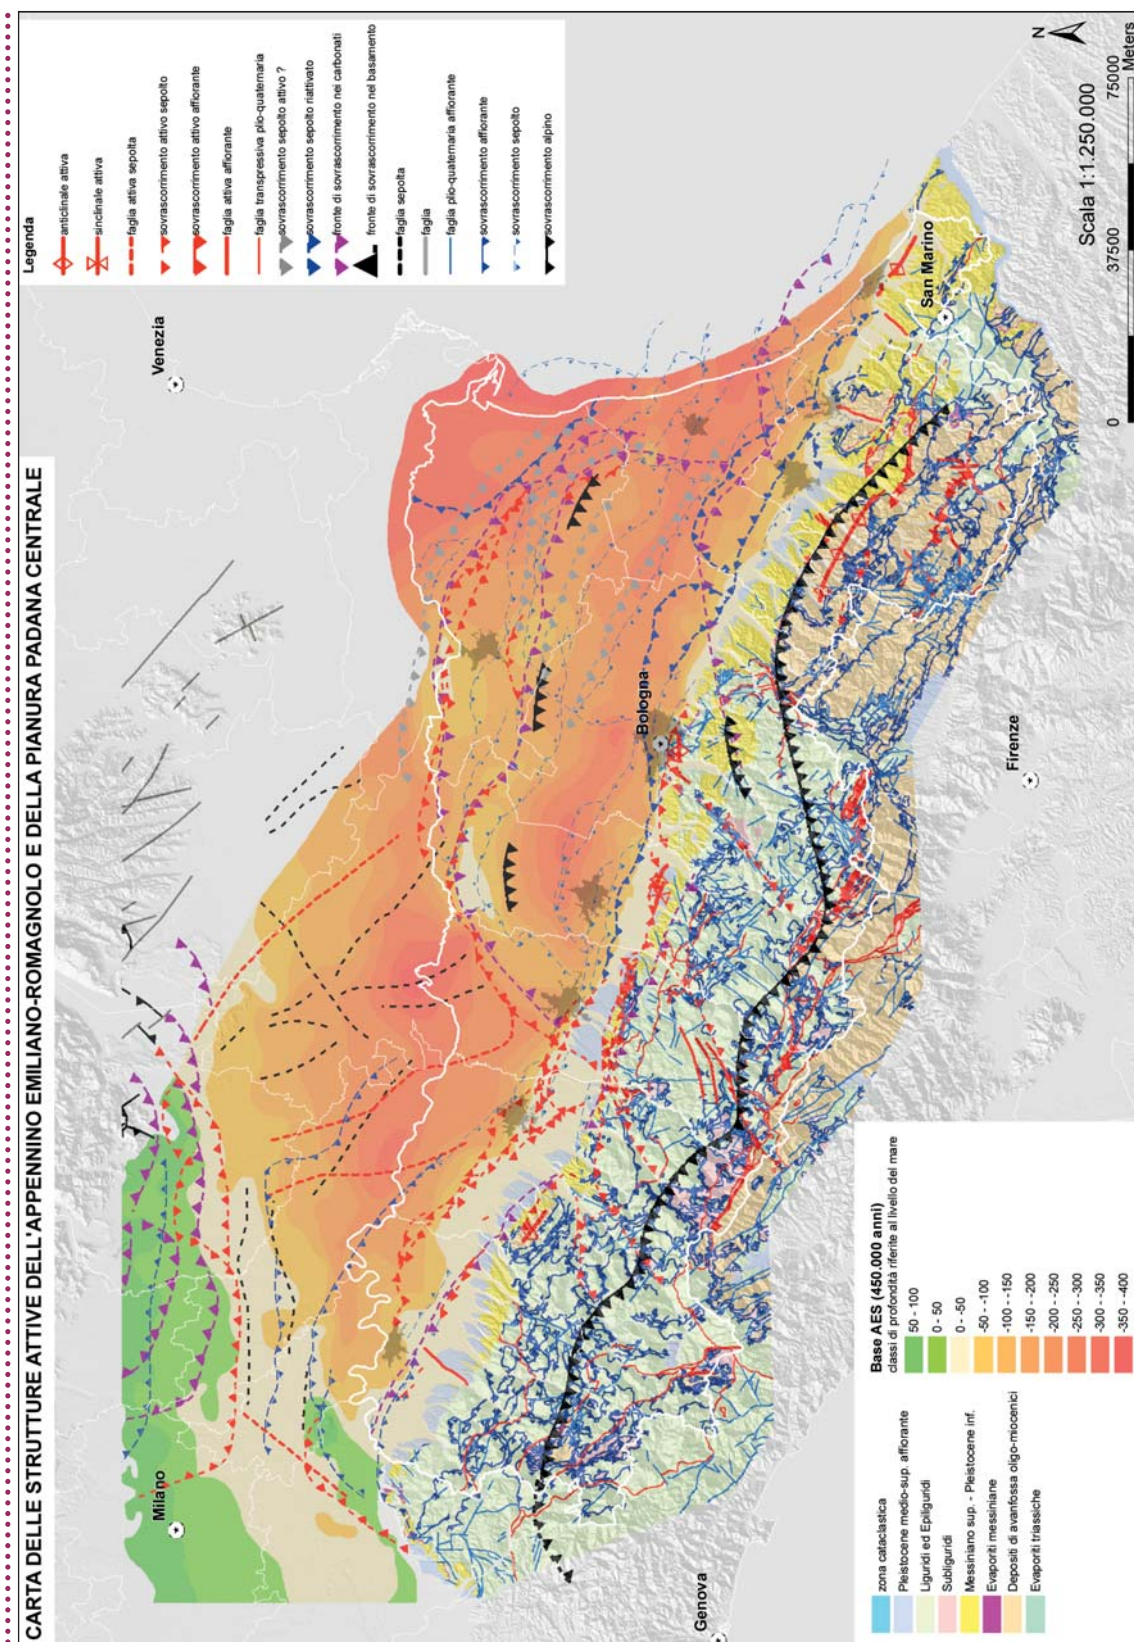 CARTA DELLE STRUTTURE ATTIVE DELL'APPENNINO EMILIANO-ROMAGNOLO E DELLA PIANURA PADANA CENTRALE
Legenda
anticlinale attiva
sinclinale attiva
faglia attiva sepolta
sovrascorrimento attivo sepolto
sovrascorrimento attivo affiorante
faglia attiva affiorante
faglia transpressiva plio-quaternaria
sovrascorrimento sepolto attivo ?
sovrascorrimento sepolto riattivato
fronte di sovrascorrimento nei carbonati
fronte di sovrascorrimento nel basamento
faglia sepolta
faglia
faglia plio-quaternaria affiorante
sovrascorrimento affiorante
sovrascorrimento sepolto
sovrascorrimento alpino
Venezia
Milano
Bologna
San Marino
Firenze
Genova
N
Scala 1:1.250.000
0
37500
75000
Meters
zona cataclastica
Pleistocene medio-sup. affiorante
Liguridi ed Epiliguridi
Subliguridi
Messiniano sup. - Pleistocene inf.
Evaporiti messiniane
Depositi di avanfossa oligo-miocenici
Evaporiti triassiche
Base AES (450.000 anni)
classi di profondità riferite al livello del mare
50 - 100
0 - 50
0 - -50
-50 - -100
-100 - -150
-150 - -200
-200 - -250
-250 - -300
-300 - -350
-350 - -400